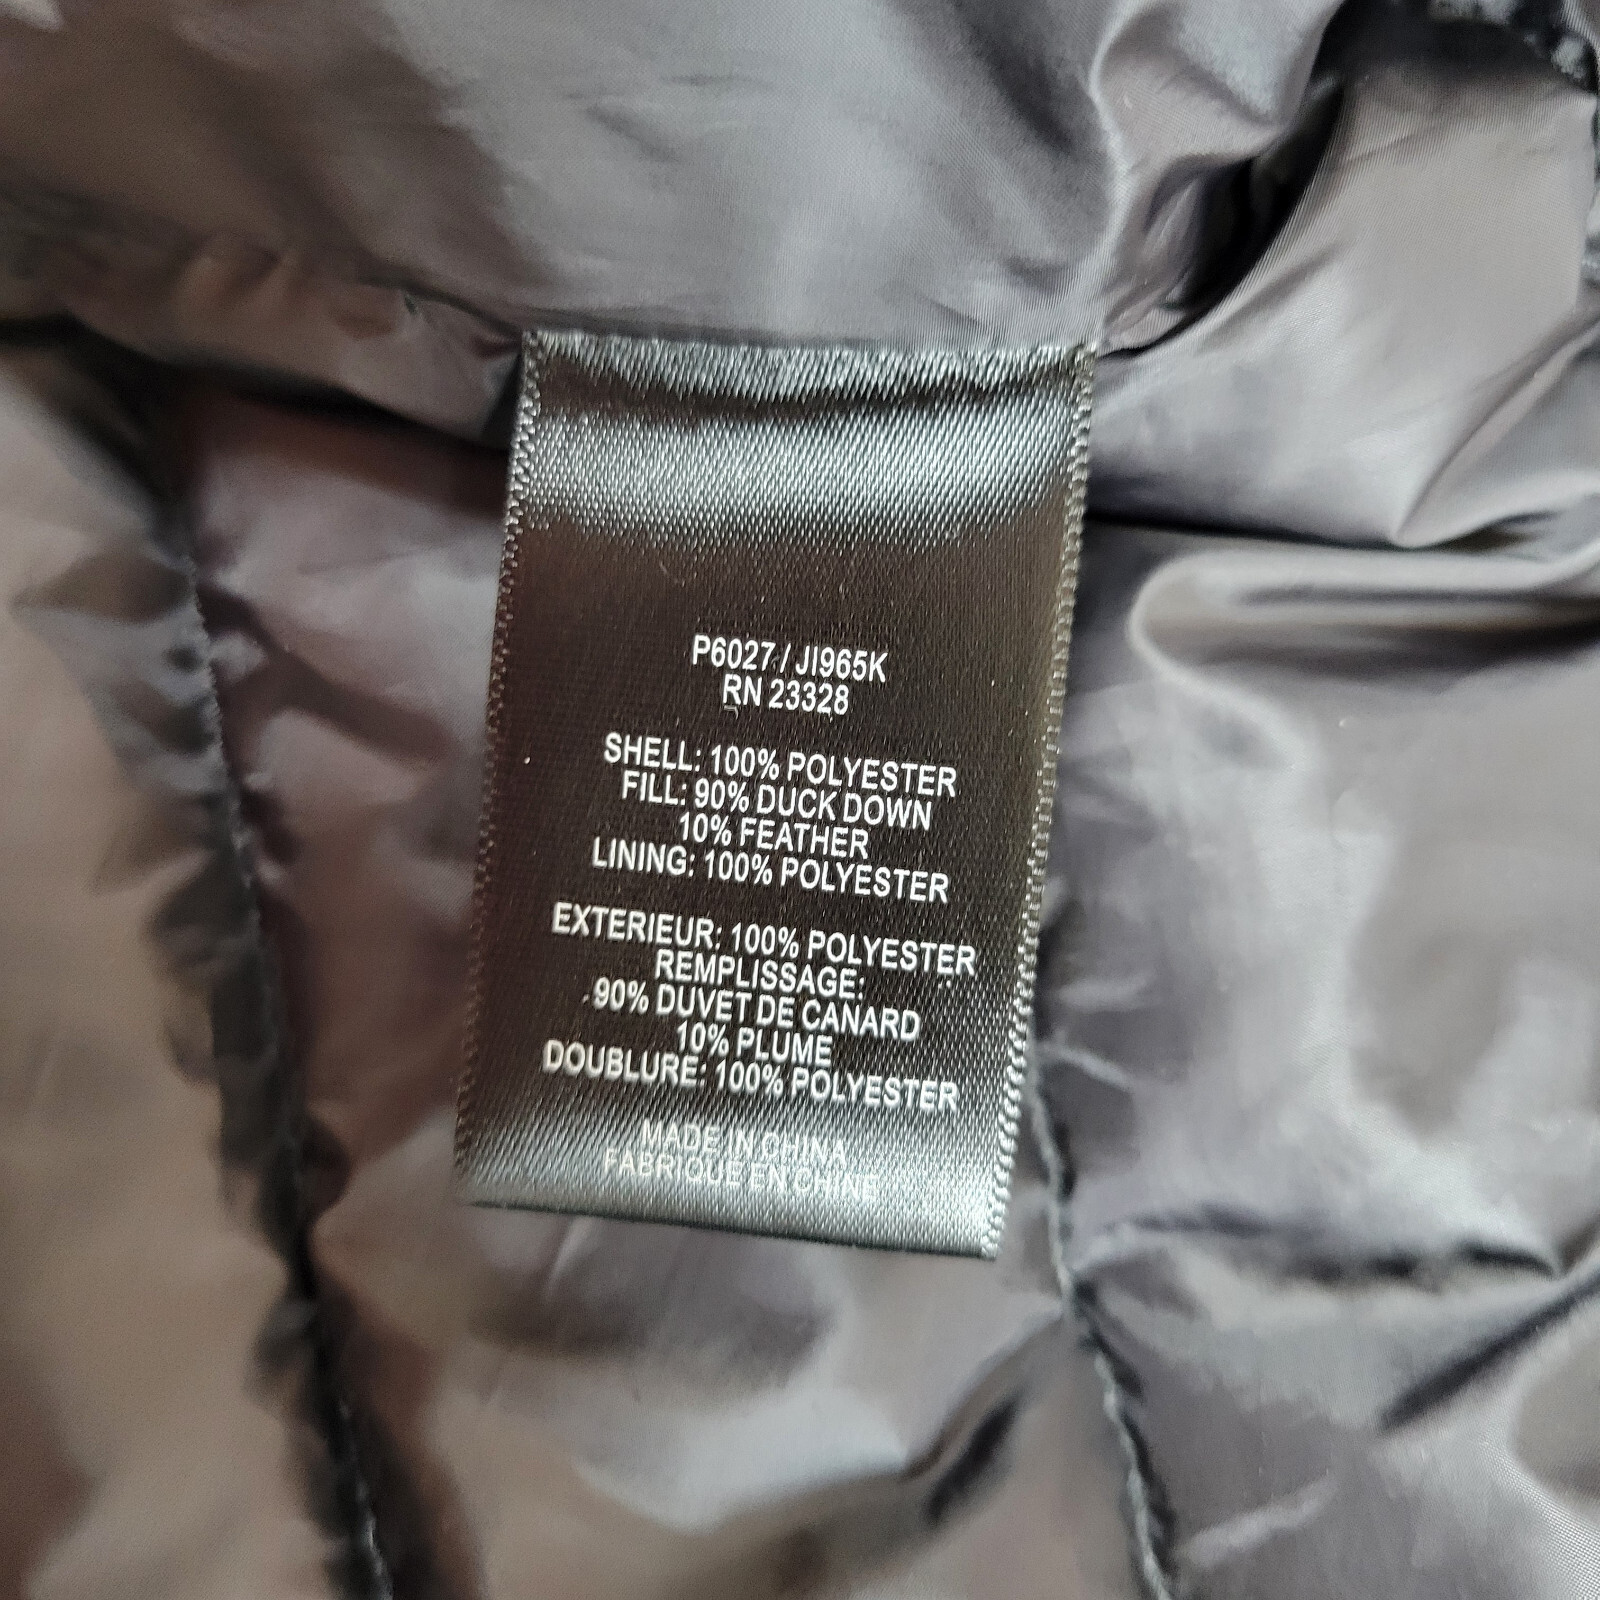 P6027 / JI965K
RN 23328
SHELL: 100% POLYESTER
FILL: 90% DUCK DOWN
10% FEATHER
LINING: 100% POLYESTER
EXTERIEUR: 100% POLYESTER
REMPLISSAGE:
90% DUVET DE CANARD
10% PLUME
DOUBLURE: 100% POLYESTER
MADE IN CHINA
FABRIQUE EN CHINE